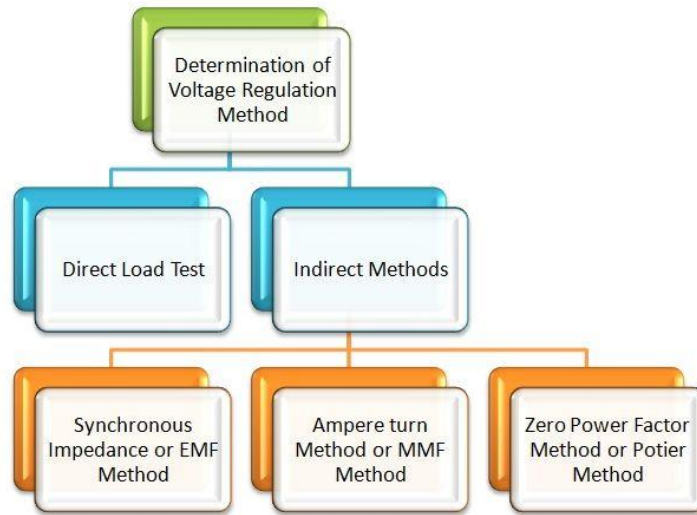 Determination of
Voltage Regulation
Method
Direct Load Test
Indirect Methods
Synchronous
Impedance or EMF
Method
Ampere turn
Method or MMF
Method
Zero Power Factor
Method or Potier
Method